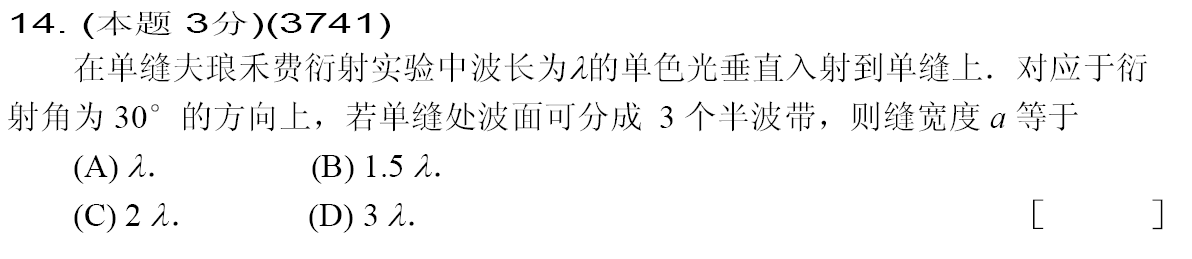 14. (本题 3分)(3741)
在单缝夫琅禾费衍射实验中波长为λ的单色光垂直入射到单缝上．对应于衍
射角为 30° 的方向上，若单缝处波面可分成 3 个半波带，则缝宽度 a 等于
(A) λ. (B) 1.5 λ.
(C) 2 λ. (D) 3 λ. [ ]